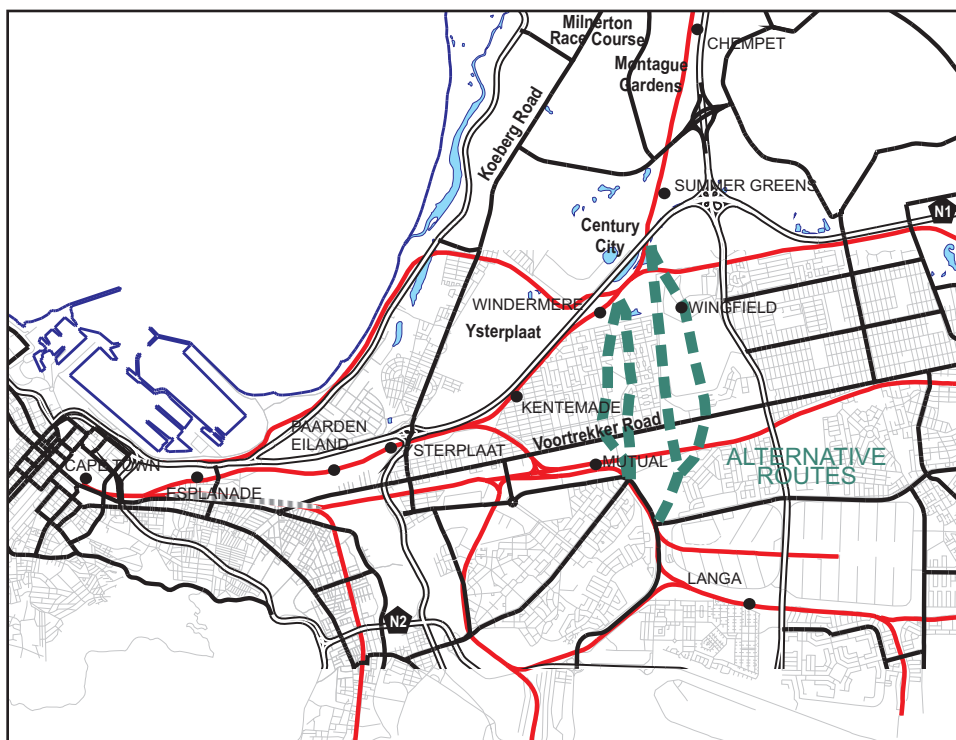 Milnerton
Race Course
CHEMPET
Montague
Gardens
Koeberg Road
SUMMER GREENS
N1
Century
City
WINDERMERE
WINGFIELD
Ysterplaat
KENTEMADE
Voortrekker Road
PAARDEN
EILAND
YSTERPLAAT
MUTUAL
ALTERNATIVE
ROUTES
CAPE TOWN
ESPLANADE
LANGA
N2